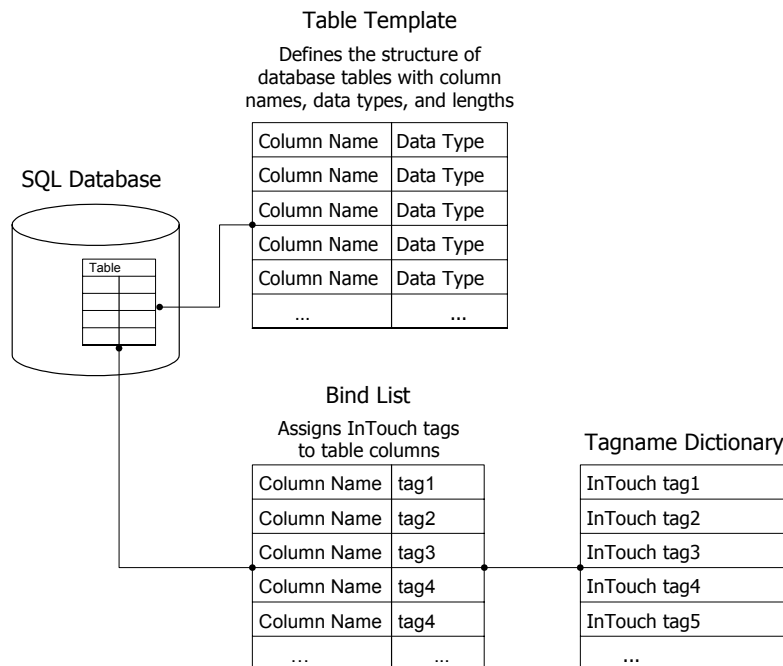 Table Template
Defines the structure of
database tables with column
names, data types, and lengths
Column Name Data Type
Column Name Data Type
Column Name Data Type
Column Name Data Type
Column Name Data Type
... ...
SQL Database
Table
Bind List
Assigns InTouch tags
to table columns
Column Name tag1
Column Name tag2
Column Name tag3
Column Name tag4
Column Name tag4
... ...
Tagname Dictionary
InTouch tag1
InTouch tag2
InTouch tag3
InTouch tag4
InTouch tag5
...